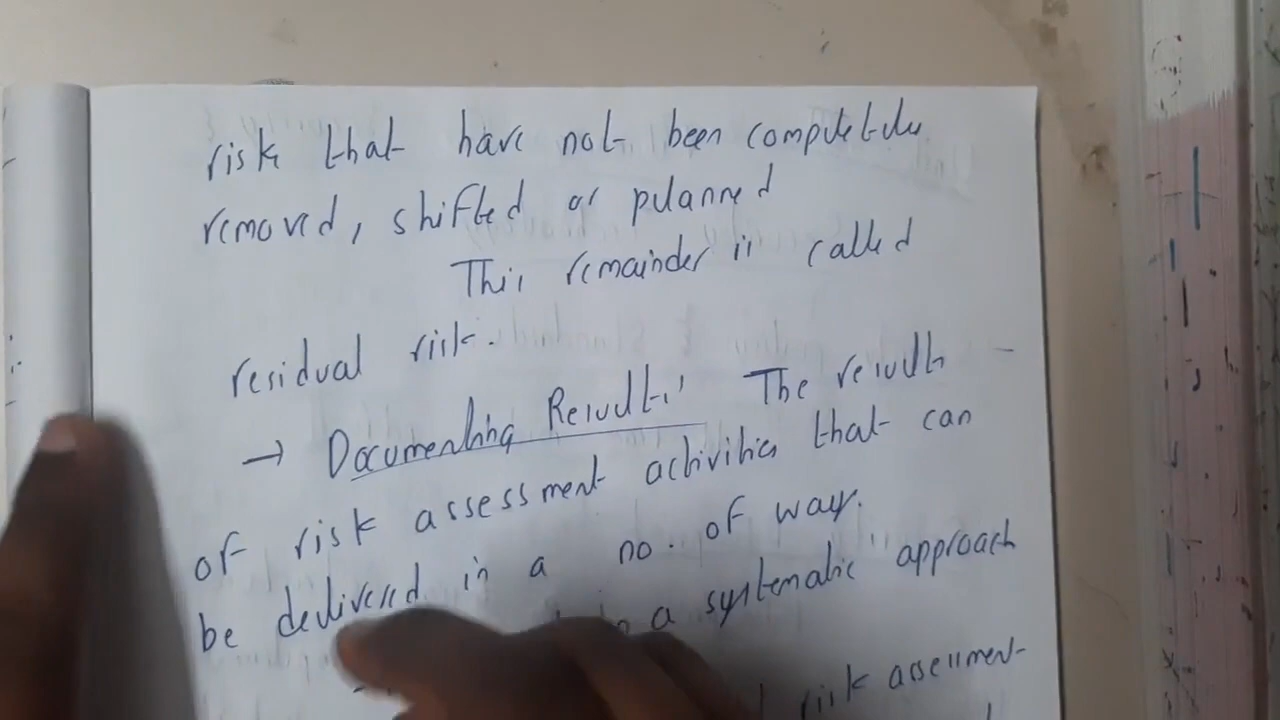 risk that have not been completely
removed, shifted or planned
This remainder is called
residual risk.
→ Documenting Results: The results -
of risk assessment activities that can
be delivered in a no. of ways.
a systematic approach
risk assessment